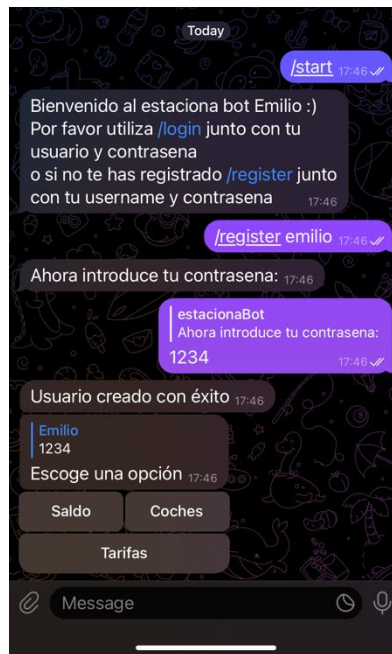 Today
/start 17:46
Bienvenido al estaciona bot Emilio :)
Por favor utiliza /login junto con tu
usuario y contrasena
o si no te has registrado /register junto
con tu username y contrasena 17:46
/register emilio 17:46
Ahora introduce tu contrasena: 17:46
estacionaBot
Ahora introduce tu contrasena:
1234 17:46
Usuario creado con éxito 17:46
Emilio
1234
Escoge una opción 17:46
Saldo Coches
Tarifas
Message